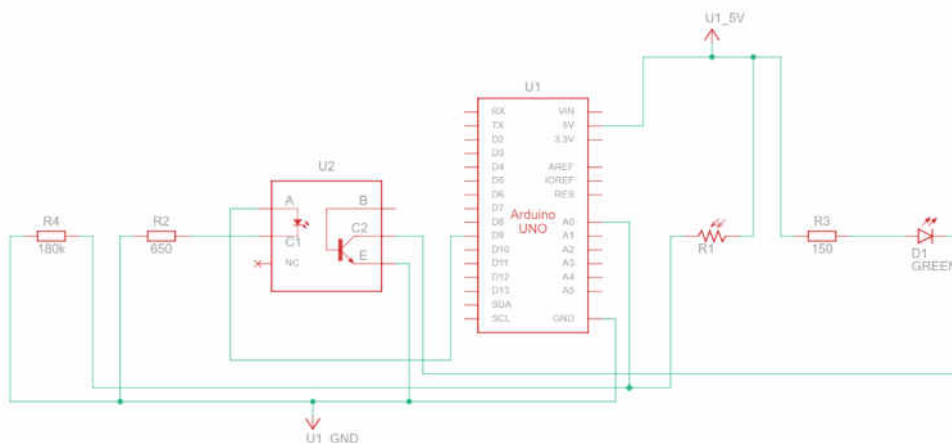 U1_5V
U1
RX
VIN
TX
5V
D2
3.3V
D3
D4
AREF
D5
IOREF
D6
RES
D7
D8
A0
D9
A1
D10
A2
D11
A3
D12
A4
D13
A5
SDA
SCL
GND
Arduino
UNO
U2
A
B
C1
C2
NC
E
R4
180k
R2
650
R1
R3
150
D1
GREEN
U1_GND